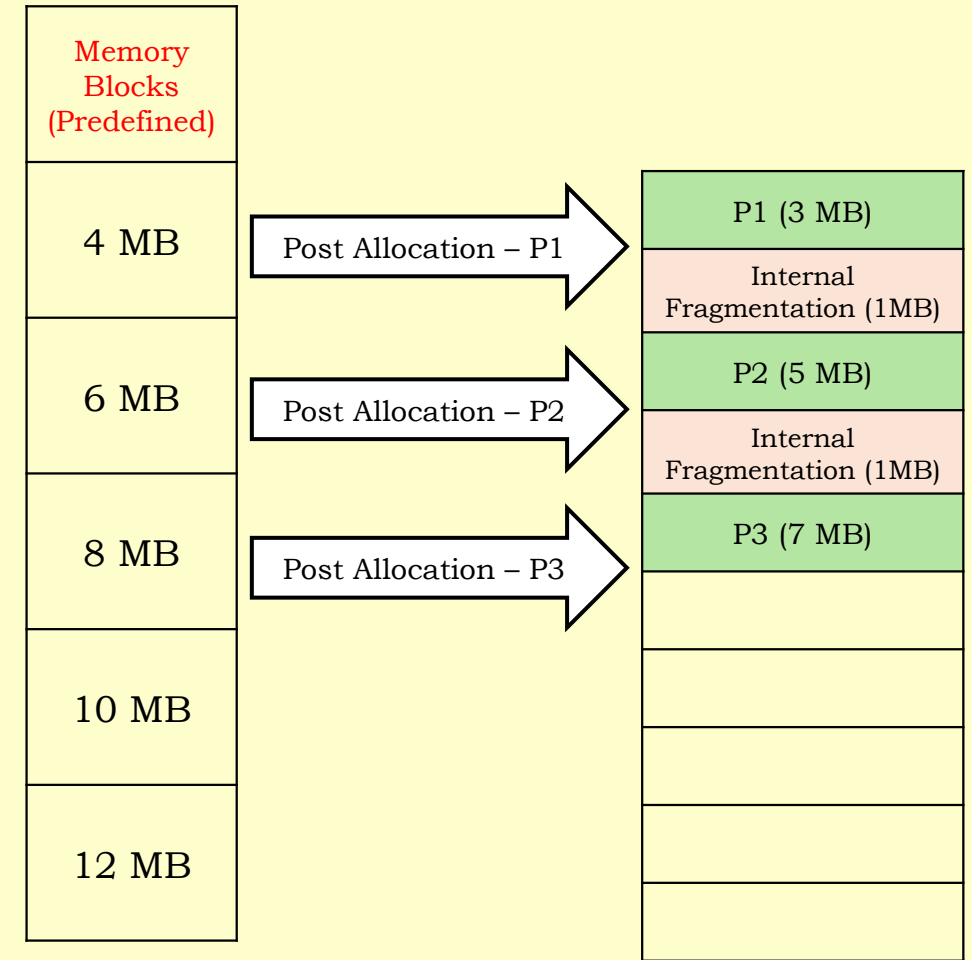 Memory
Blocks
(Predefined)
4 MB
Post Allocation – P1
P1 (3 MB)
Internal
Fragmentation (1MB)
6 MB
Post Allocation – P2
P2 (5 MB)
Internal
Fragmentation (1MB)
8 MB
Post Allocation – P3
P3 (7 MB)
10 MB
12 MB